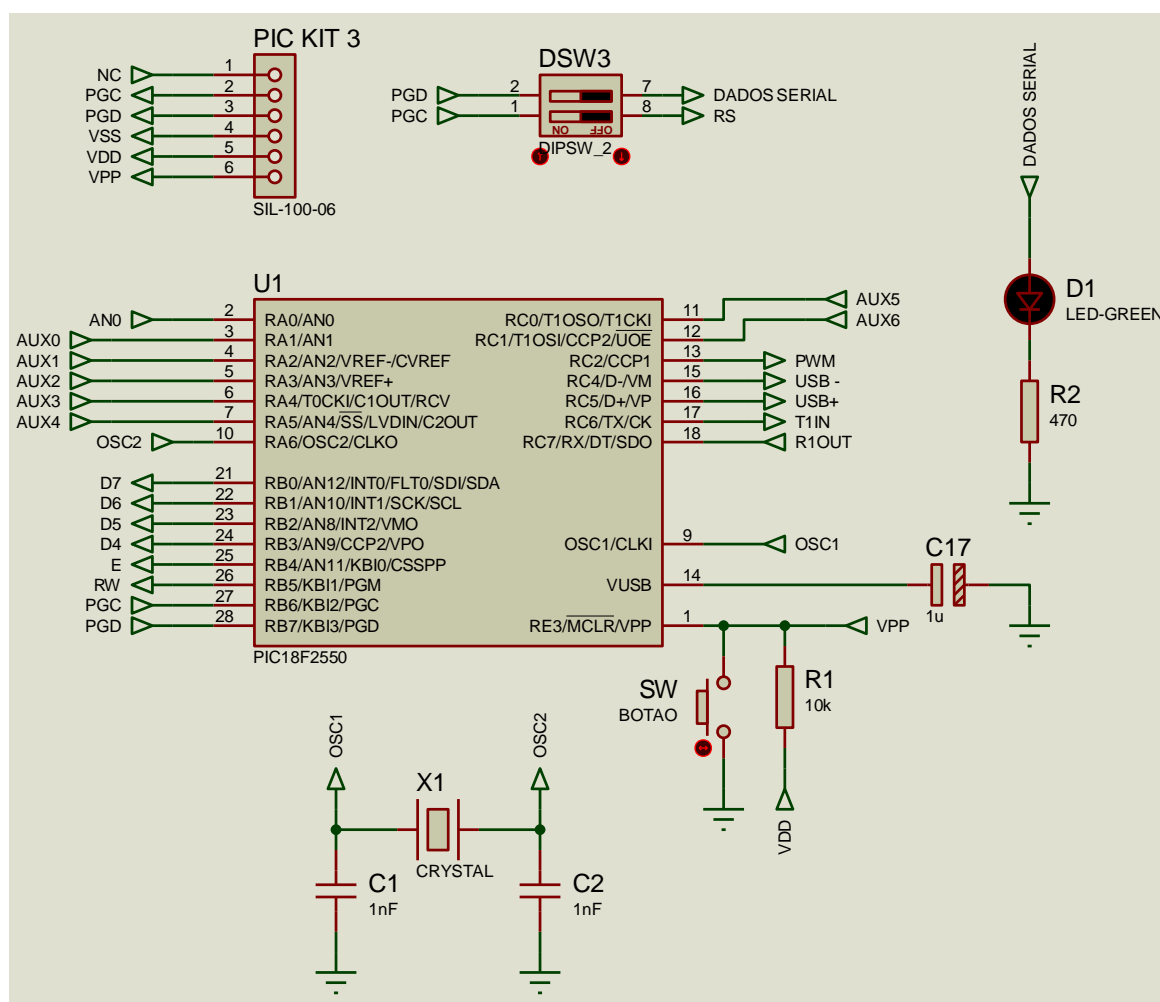 PIC KIT 3
NC 1
PGC 2
PGD 3
VSS 4
VDD 5
VPP 6
SIL-100-06
DSW3
PGD 2 7 DADOS SERIAL
PGC 1 8 RS
ON OFF
DIPSW_2
DADOS SERIAL
D1
LED-GREEN
R2
470
U1
AN0 2 RA0/AN0
AUX0 3 RA1/AN1
AUX1 4 RA2/AN2/VREF-/CVREF
AUX2 5 RA3/AN3/VREF+
AUX3 6 RA4/T0CKI/C1OUT/RCV
AUX4 7 RA5/AN4/SS/LVDIN/C2OUT
OSC2 10 RA6/OSC2/CLKO
D7 21 RB0/AN12/INT0/FLT0/SDI/SDA
D6 22 RB1/AN10/INT1/SCK/SCL
D5 23 RB2/AN8/INT2/VMO
D4 24 RB3/AN9/CCP2/VPO
E 25 RB4/AN11/KBI0/CSSPP
RW 26 RB5/KBI1/PGM
PGC 27 RB6/KBI2/PGC
PGD 28 RB7/KBI3/PGD
RC0/T1OSO/T1CKI 11 AUX5
RC1/T1OSI/CCP2/UOE 12 AUX6
RC2/CCP1 13 PWM
RC4/D-/VM 15 USB -
RC5/D+/VP 16 USB+
RC6/TX/CK 17 T1IN
RC7/RX/DT/SDO 18 R1OUT
OSC1/CLKI 9 OSC1
VUSB 14
RE3/MCLR/VPP 1 VPP
PIC18F2550
C17
1u
SW
BOTAO
R1
10k
VDD
OSC1
OSC2
X1
CRYSTAL
C1
1nF
C2
1nF